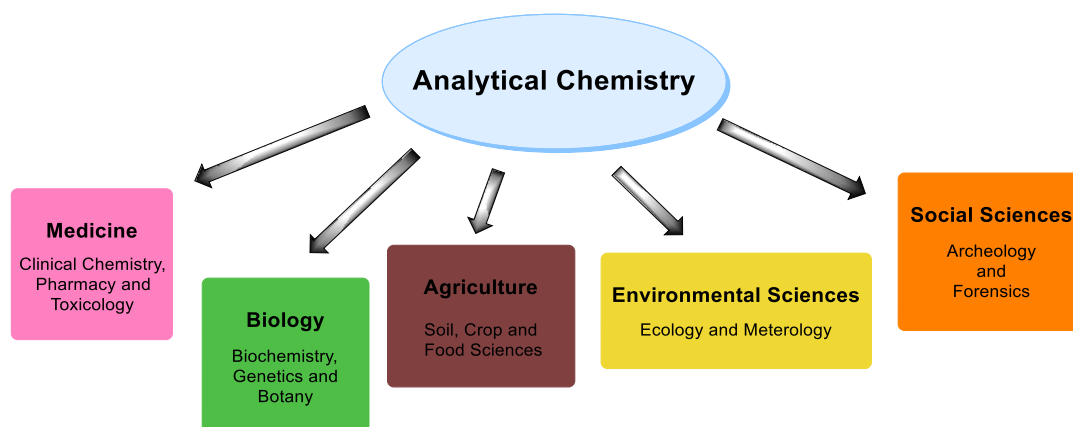 Analytical Chemistry
Medicine
Clinical Chemistry,
Pharmacy and
Toxicology
Biology
Biochemistry,
Genetics and
Botany
Agriculture
Soil, Crop and
Food Sciences
Environmental Sciences
Ecology and Meterology
Social Sciences
Archeology
and
Forensics